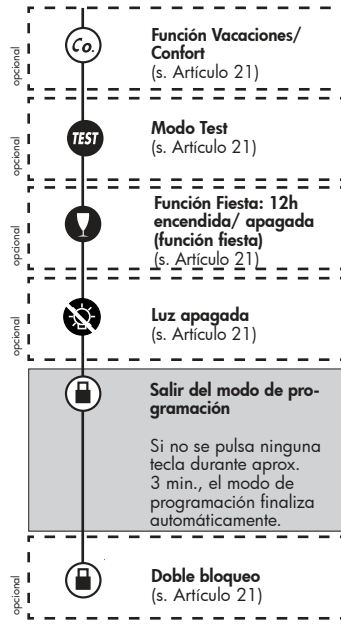 opcional
Co.
Función Vacaciones/
Confort
(s. Artículo 21)
opcional
TEST
Modo Test
(s. Artículo 21)
opcional
Función Fiesta: 12h
encendida/ apagada
(función fiesta)
(s. Artículo 21)
opcional
Luz apagada
(s. Artículo 21)
Salir del modo de pro-
gramación
Si no se pulsa ninguna
tecla durante aprox.
3 min., el modo de
programación finaliza
automáticamente.
opcional
Doble bloqueo
(s. Artículo 21)